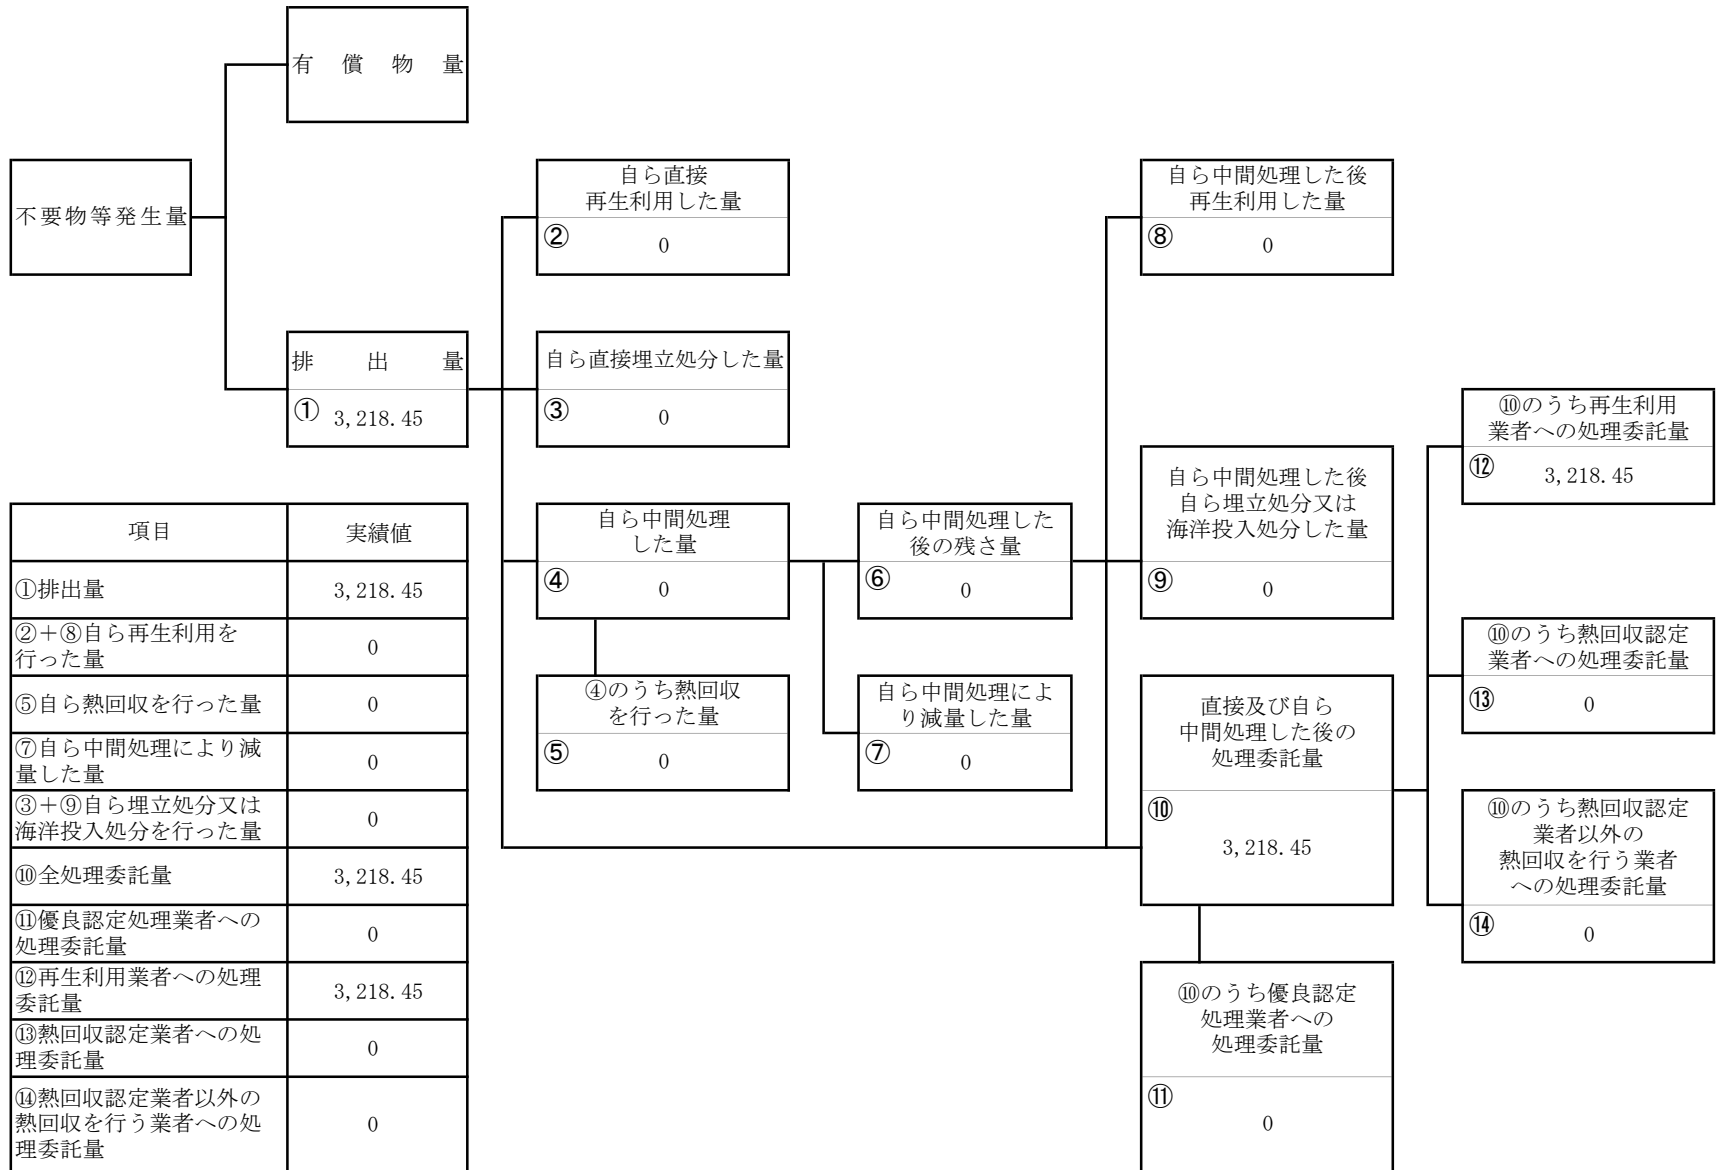 有償物量
不要物等発生量
自ら直接
再生利用した量
②
0
自ら中間処理した後
再生利用した量
⑧
0
排出量
① 3,218.45
自ら直接埋立処分した量
③
0
⑩のうち再生利用
業者への処理委託量
⑫
3,218.45
自ら中間処理した後
自ら埋立処分又は
海洋投入処分した量
⑨
0
自ら中間処理
した量
④
0
自ら中間処理した
後の残さ量
⑥
0
⑩のうち熱回収認定
業者への処理委託量
⑬
0
④のうち熱回収
を行った量
⑤
0
自ら中間処理によ
り減量した量
⑦
0
直接及び自ら
中間処理した後の
処理委託量
⑩
3,218.45
⑩のうち熱回収認定
業者以外の
熱回収を行う業者
への処理委託量
⑭
0
⑩のうち優良認定
処理業者への
処理委託量
⑪
0
項目 実績値
①排出量 3,218.45
②＋⑧自ら再生利用を
行った量
0
⑤自ら熱回収を行った量 0
⑦自ら中間処理により減
量した量
0
③＋⑨自ら埋立処分又は
海洋投入処分を行った量
0
⑩全処理委託量 3,218.45
⑪優良認定処理業者への
処理委託量
0
⑫再生利用業者への処理
委託量
3,218.45
⑬熱回収認定業者への処
理委託量
0
⑭熱回収認定業者以外の
熱回収を行う業者への処
理委託量
0